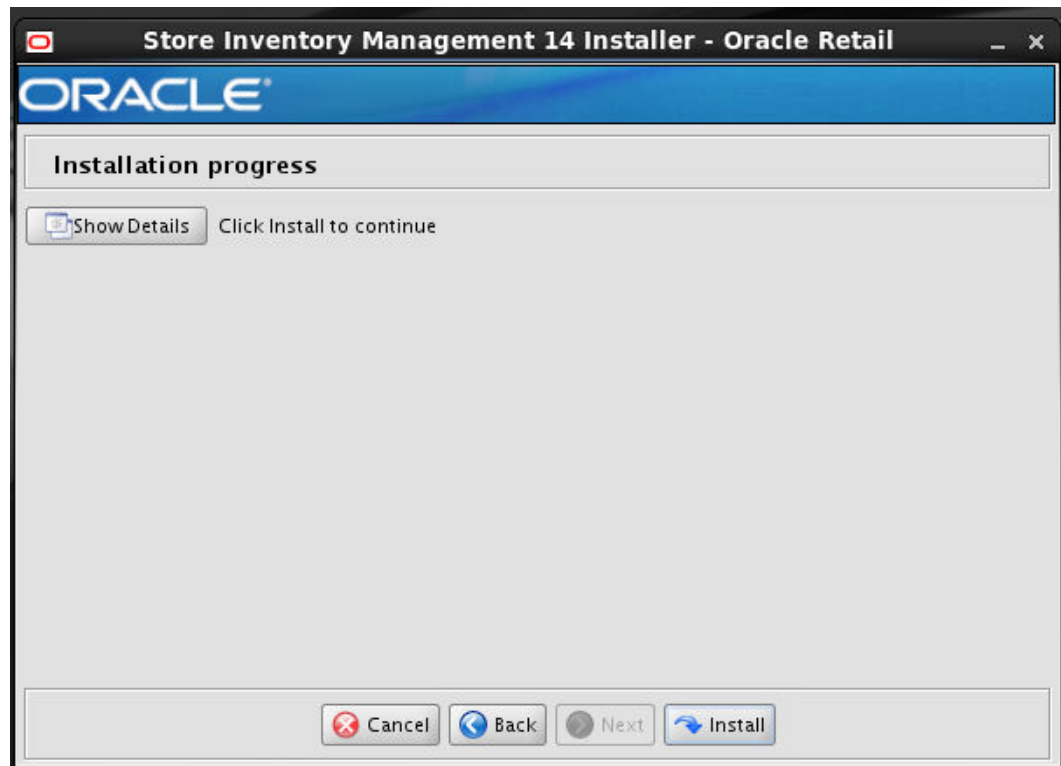 Store Inventory Management 14 Installer - Oracle Retail
ORACLE®
Installation progress
Show Details Click Install to continue
Cancel Back Next Install